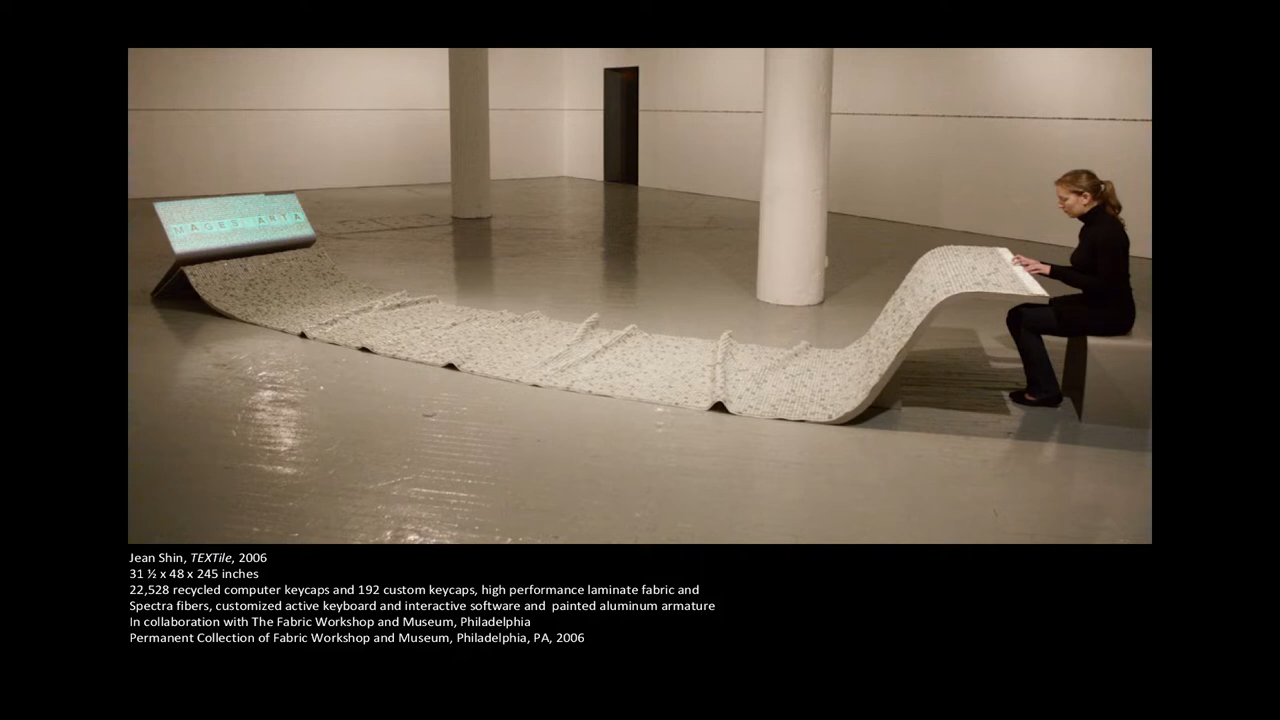 MAGES ARYA
Jean Shin, TEXTile, 2006
31 ½ x 48 x 245 inches
22,528 recycled computer keycaps and 192 custom keycaps, high performance laminate fabric and
Spectra fibers, customized active keyboard and interactive software and painted aluminum armature
In collaboration with The Fabric Workshop and Museum, Philadelphia
Permanent Collection of Fabric Workshop and Museum, Philadelphia, PA, 2006